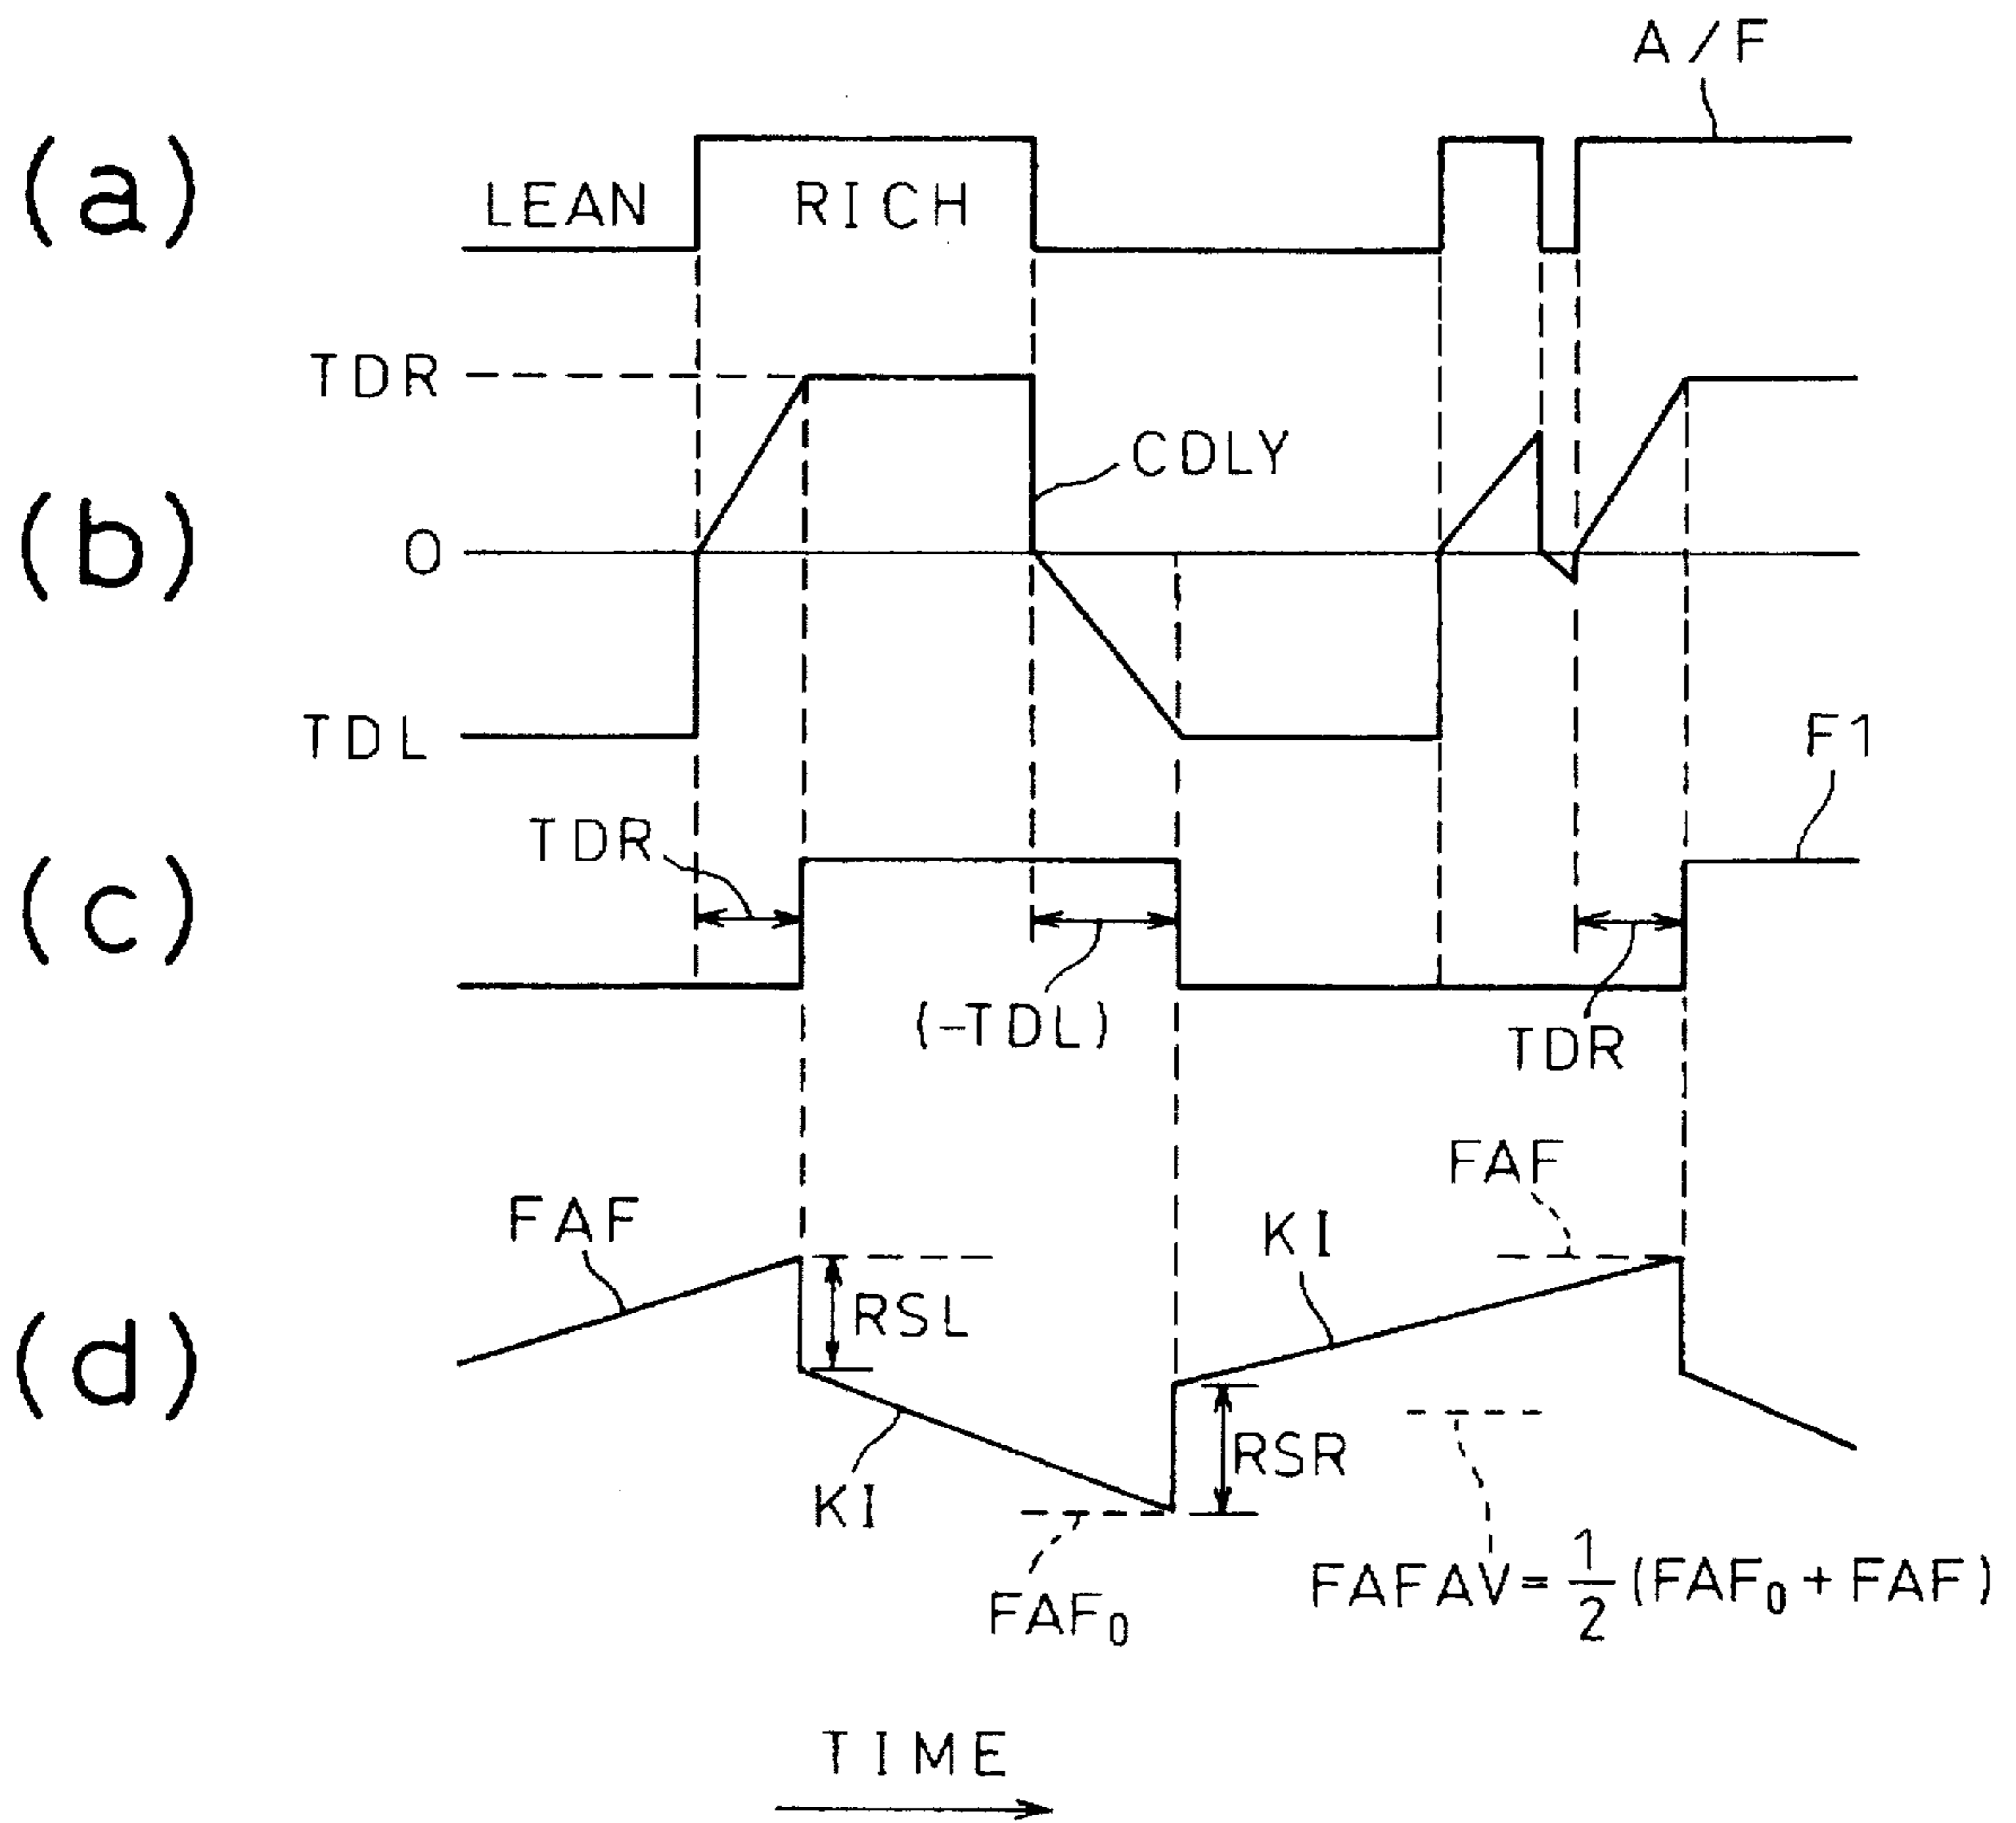 A/F
(a)
LEAN
RICH
TDR
CDLY
(b)
0
TDL
F1
TDR
(c)
(-TDL)
TDR
FAF
FAF
KI
RSL
(d)
RSR
KI
FAF₀
FAFAV=1/2(FAF₀+FAF)
TIME